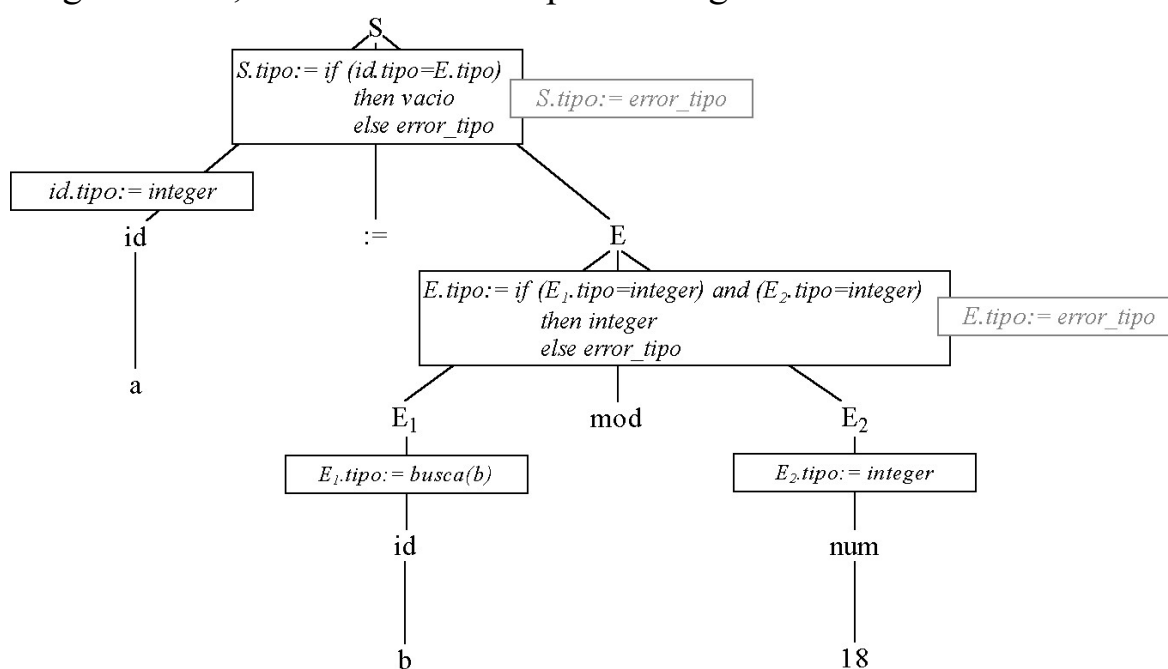 S
S.tipo:= if (id.tipo=E.tipo)
then vacio
else error_tipo
S.tipo:= error_tipo
id.tipo:= integer
id
:=
E
E₁.tipo:= if (E₁.tipo=integer) and (E₂.tipo=integer)
then integer
else error_tipo
E.tipo:= error_tipo
a
E₁
mod
E₂
E₁.tipo:= busca(b)
E₂.tipo:= integer
id
num
b
18